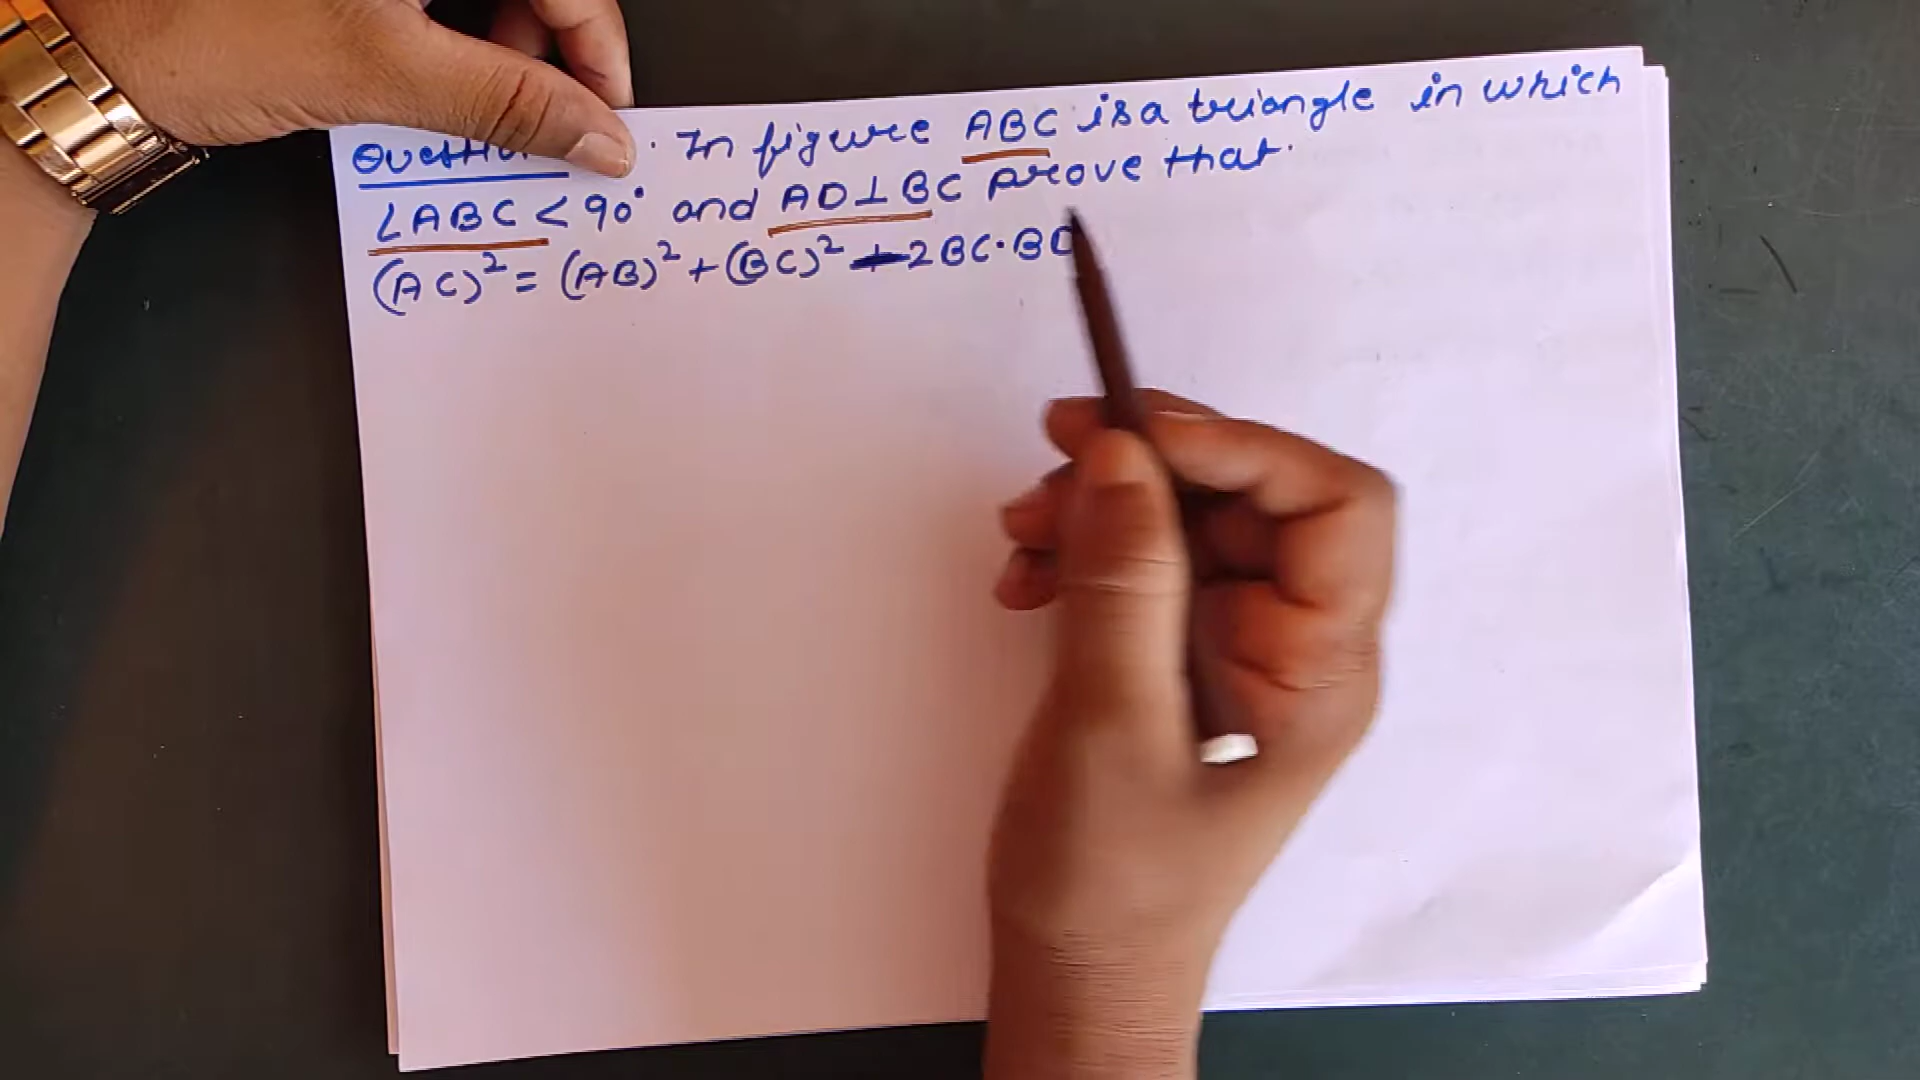 . In figure ABC is a triangle in which
∠ABC < 90° and AD⊥BC prove that.
(AC)² = (AB)² + (BC)² - 2BC·BD